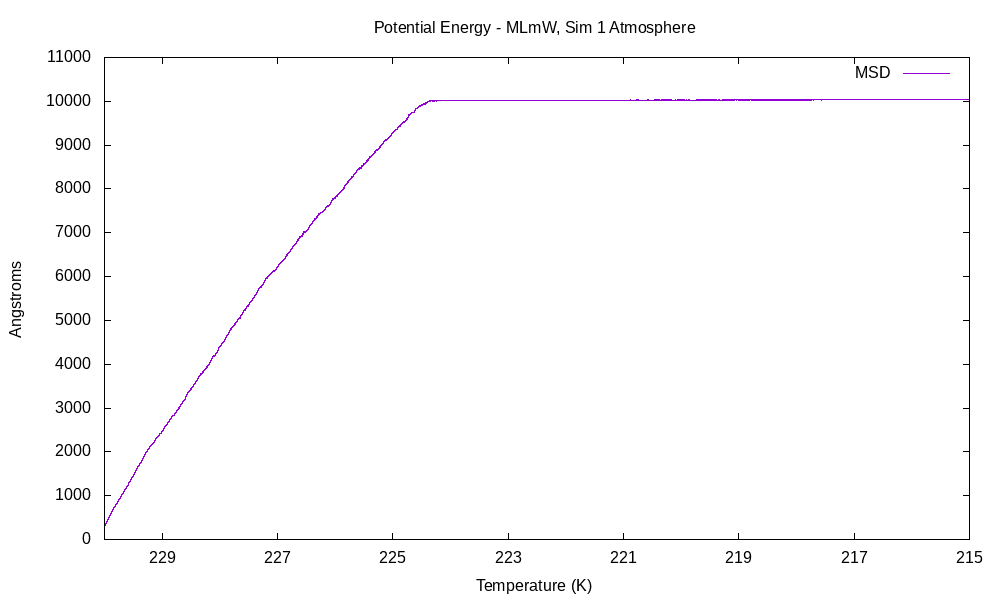 Potential Energy - MLmW, Sim 1 Atmosphere
MSD
11000
10000
9000
8000
7000
6000
5000
4000
3000
2000
1000
0
Angstroms
229 227 225 223 221 219 217 215
Temperature (K)